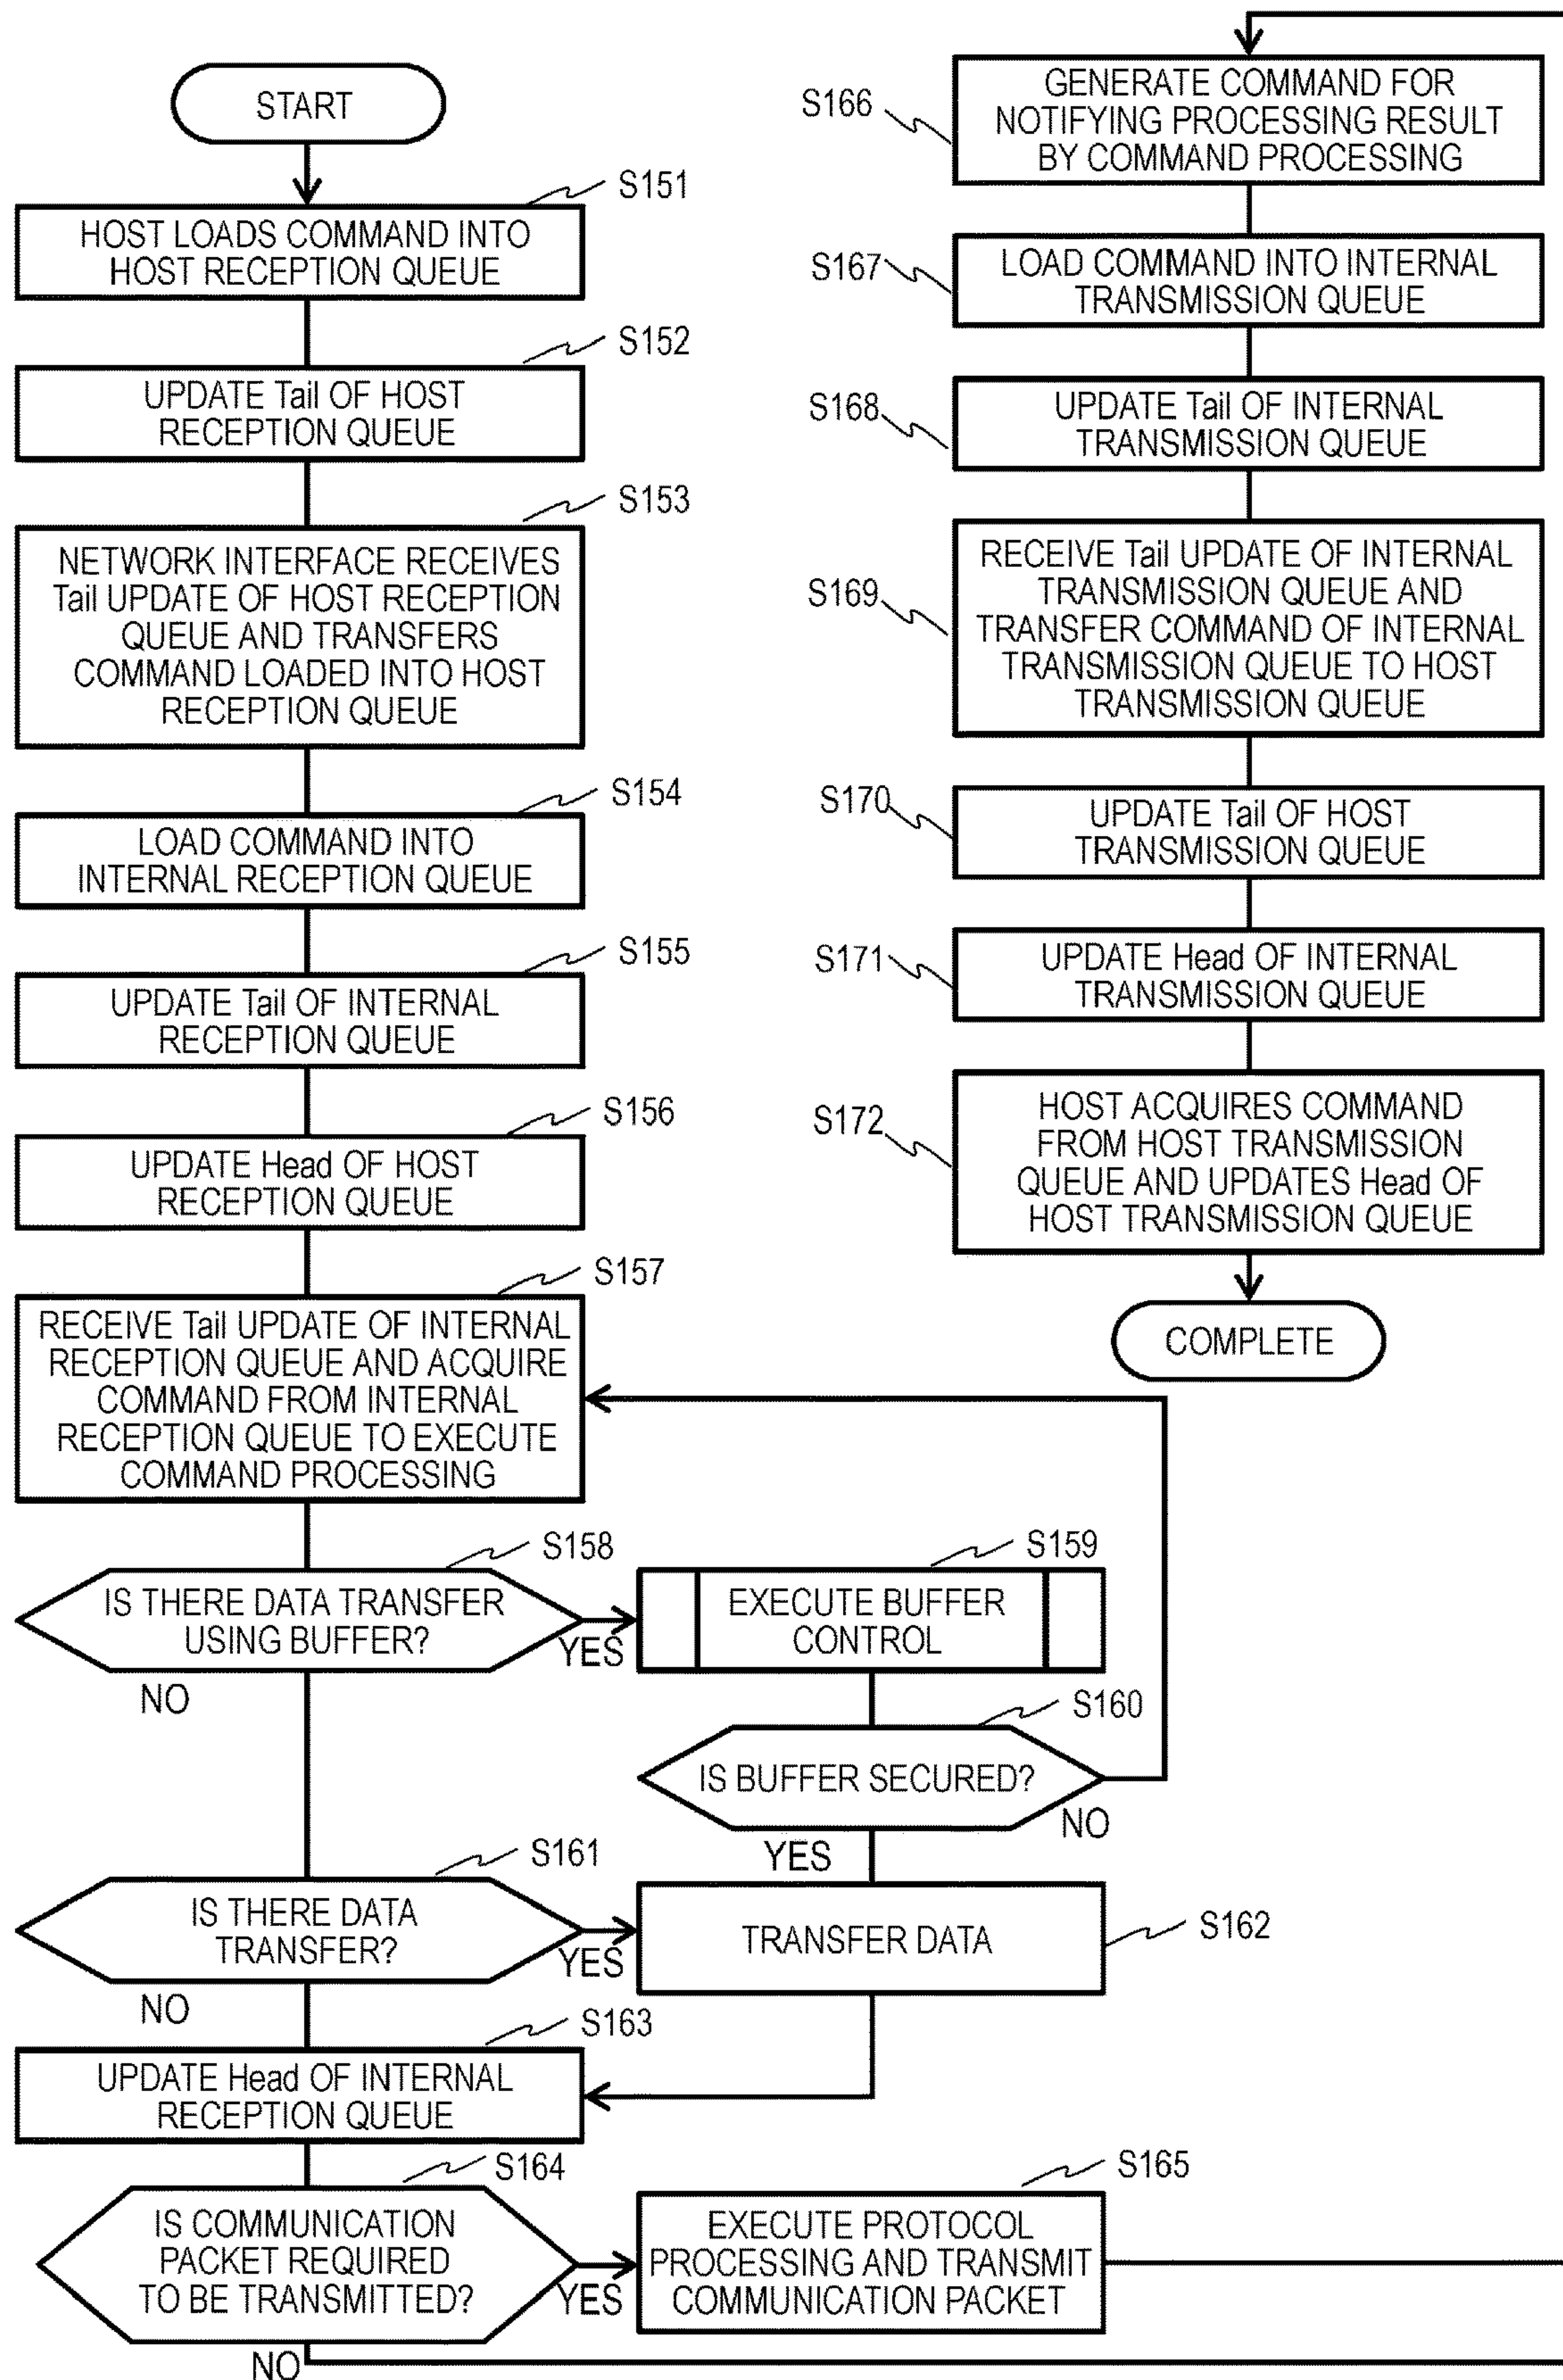 START
S151
HOST LOADS COMMAND INTO
HOST RECEPTION QUEUE
S152
UPDATE Tail OF HOST
RECEPTION QUEUE
S153
NETWORK INTERFACE RECEIVES
Tail UPDATE OF HOST RECEPTION
QUEUE AND TRANSFERS
COMMAND LOADED INTO HOST
RECEPTION QUEUE
S154
LOAD COMMAND INTO
INTERNAL RECEPTION QUEUE
S155
UPDATE Tail OF INTERNAL
RECEPTION QUEUE
S156
UPDATE Head OF HOST
RECEPTION QUEUE
S157
RECEIVE Tail UPDATE OF INTERNAL
RECEPTION QUEUE AND ACQUIRE
COMMAND FROM INTERNAL
RECEPTION QUEUE TO EXECUTE
COMMAND PROCESSING
S158
IS THERE DATA TRANSFER
USING BUFFER?
YES
NO
S159
EXECUTE BUFFER
CONTROL
S160
IS BUFFER SECURED?
NO
YES
S161
IS THERE DATA
TRANSFER?
YES
NO
S162
TRANSFER DATA
S163
UPDATE Head OF INTERNAL
RECEPTION QUEUE
S164
IS COMMUNICATION
PACKET REQUIRED
TO BE TRANSMITTED?
YES
NO
S165
EXECUTE PROTOCOL
PROCESSING AND TRANSMIT
COMMUNICATION PACKET
S166
GENERATE COMMAND FOR
NOTIFYING PROCESSING RESULT
BY COMMAND PROCESSING
S167
LOAD COMMAND INTO INTERNAL
TRANSMISSION QUEUE
S168
UPDATE Tail OF INTERNAL
TRANSMISSION QUEUE
S169
RECEIVE Tail UPDATE OF INTERNAL
TRANSMISSION QUEUE AND
TRANSFER COMMAND OF INTERNAL
TRANSMISSION QUEUE TO HOST
TRANSMISSION QUEUE
S170
UPDATE Tail OF HOST
TRANSMISSION QUEUE
S171
UPDATE Head OF INTERNAL
TRANSMISSION QUEUE
S172
HOST ACQUIRES COMMAND
FROM HOST TRANSMISSION
QUEUE AND UPDATES Head OF
HOST TRANSMISSION QUEUE
COMPLETE